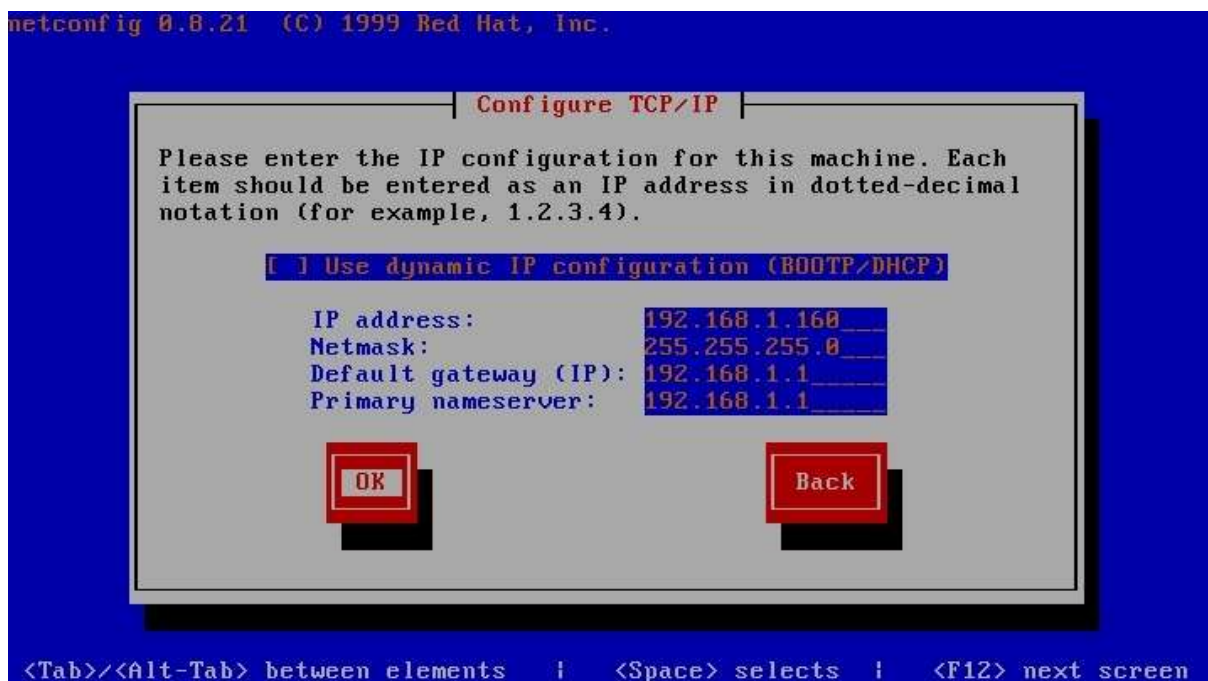 netconfig 0.8.21 (C) 1999 Red Hat, Inc.
Configure TCP/IP
Please enter the IP configuration for this machine. Each
item should be entered as an IP address in dotted-decimal
notation (for example, 1.2.3.4).
[ ] Use dynamic IP configuration (BOOTP/DHCP)
IP address: 192.168.1.160___
Netmask: 255.255.255.0___
Default gateway (IP): 192.168.1.1_____
Primary nameserver: 192.168.1.1_____
OK Back
<Tab>/<Alt-Tab> between elements | <Space> selects | <F12> next screen